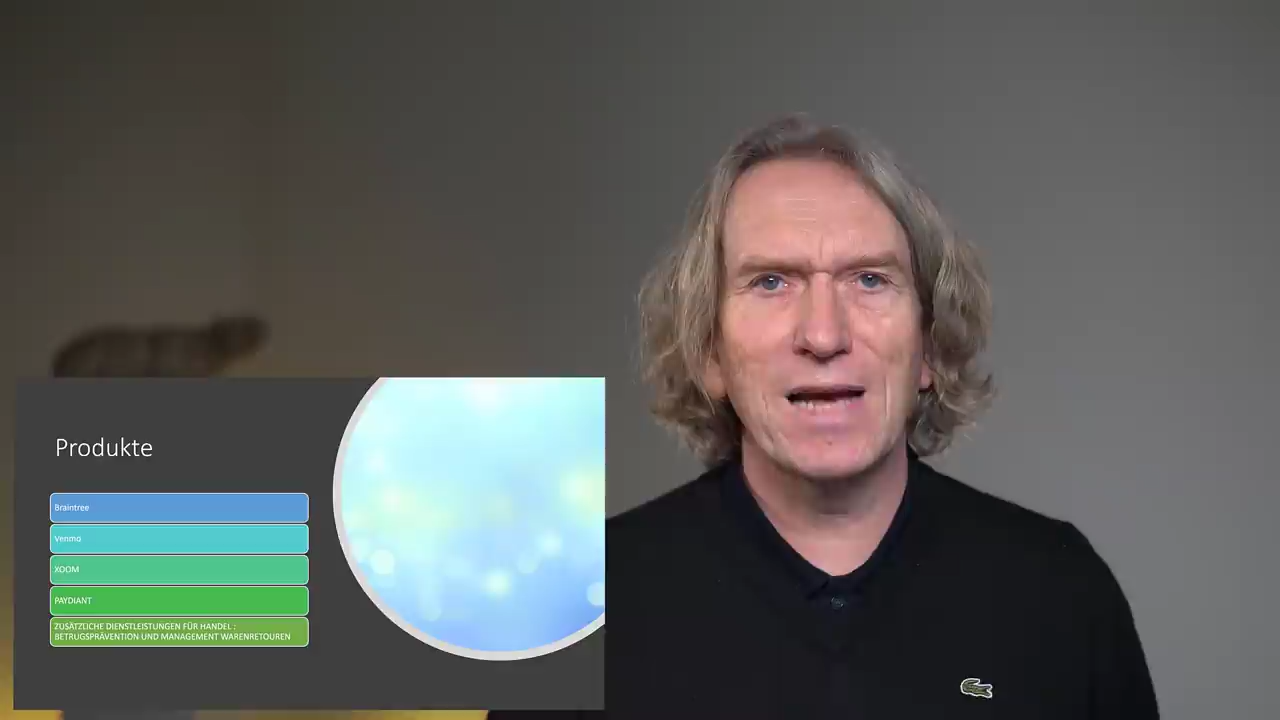 Produkte
Braintree
Venmo
XOOM
PAYDIANT
ZUSÄTZLICHE DIENSTLEISTUNGEN FÜR HANDEL :
BETRUGSPRÄVENTION UND MANAGEMENT WARENRETOUREN